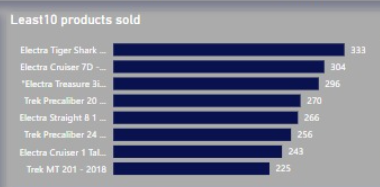 Least10 products sold
Electra Tiger Shark ... 333
Electra Cruiser 7D -... 304
"Electra Treasure 3i... 296
Trek Precaliber 20 ... 270
Electra Straight 8 1 ... 266
Trek Precaliber 24 ... 256
Electra Cruiser 1 Tal... 243
Trek MT 201 - 2018 225